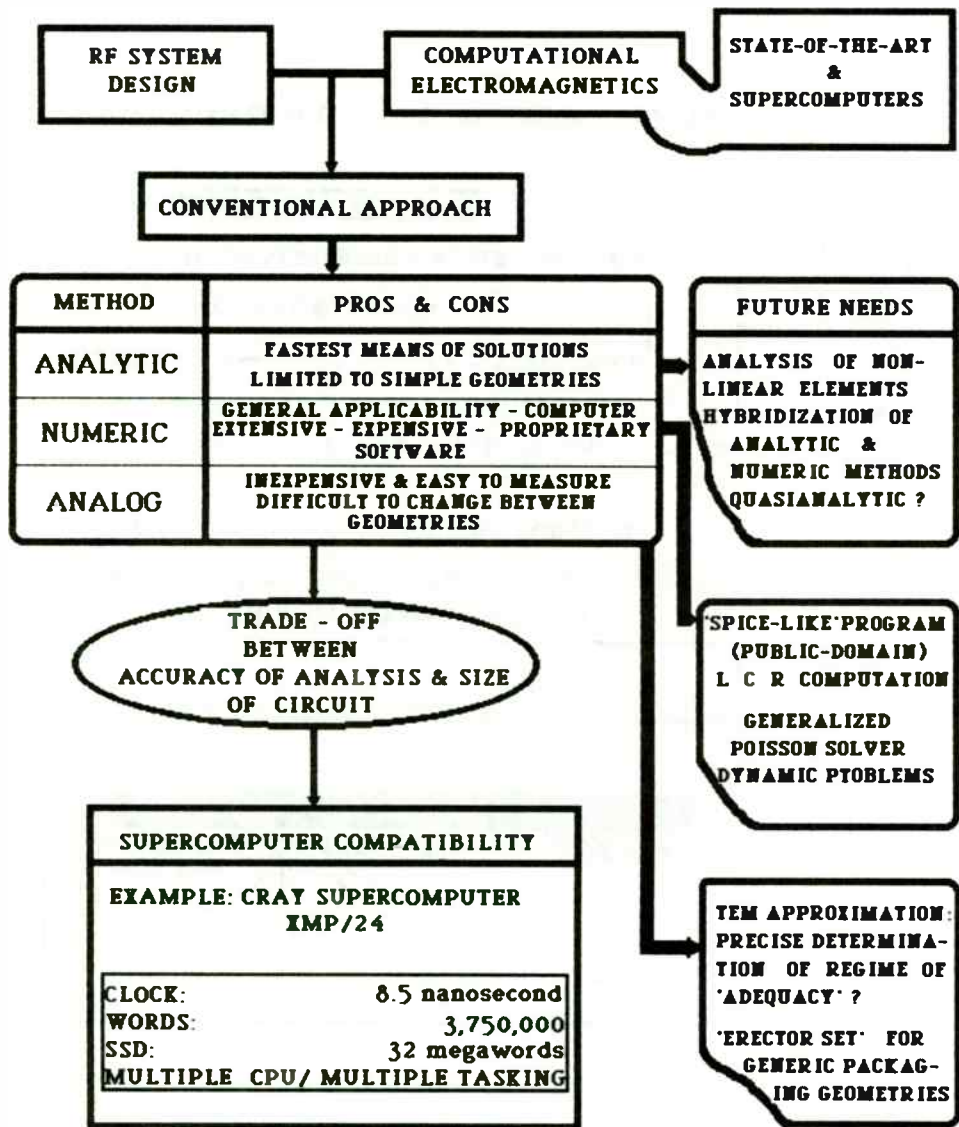 RF SYSTEM
DESIGN
COMPUTATIONAL
ELECTROMAGNETICS
STATE-OF-THE-ART
&
SUPERCOMPUTERS
CONVENTIONAL APPROACH
METHOD
PROS & CONS
ANALYTIC
FASTEST MEANS OF SOLUTIONS
LIMITED TO SIMPLE GEOMETRIES
NUMERIC
GENERAL APPLICABILITY - COMPUTER
EXTENSIVE - EXPENSIVE - PROPRIETARY
SOFTWARE
ANALOG
INEXPENSIVE & EASY TO MEASURE
DIFFICULT TO CHANGE BETWEEN
GEOMETRIES
FUTURE NEEDS
ANALYSIS OF NON-
LINEAR ELEMENTS
HYBRIDIZATION OF
ANALYTIC &
NUMERIC METHODS
QUASIANALYTIC ?
'SPICE-LIKE' PROGRAM
(PUBLIC-DOMAIN)
L C R COMPUTATION
GENERALIZED
POISSON SOLVER
DYNAMIC PTOBLEMS
TRADE - OFF
BETWEEN
ACCURACY OF ANALYSIS & SIZE
OF CIRCUIT
SUPERCOMPUTER COMPATIBILITY
EXAMPLE: CRAY SUPERCOMPUTER
XMP/24
CLOCK: 8.5 nanosecond
WORDS: 3,750,000
SSD: 32 megawords
MULTIPLE CPU/ MULTIPLE TASKING
TEM APPROXIMATION:
PRECISE DETERMINA-
TION OF REGIME OF
'ADEQUACY' ?
'ERECTOR SET' FOR
GENERIC PACKAG-
ING GEOMETRIES